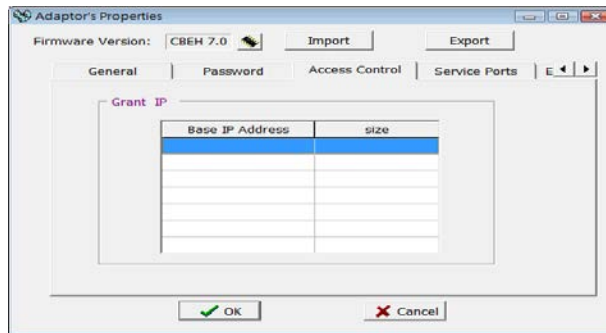 Adaptor's Properties
Firmware Version: CBEH 7.0 Import Export
General Password Access Control Service Ports E
Grant IP
Base IP Address size
OK Cancel